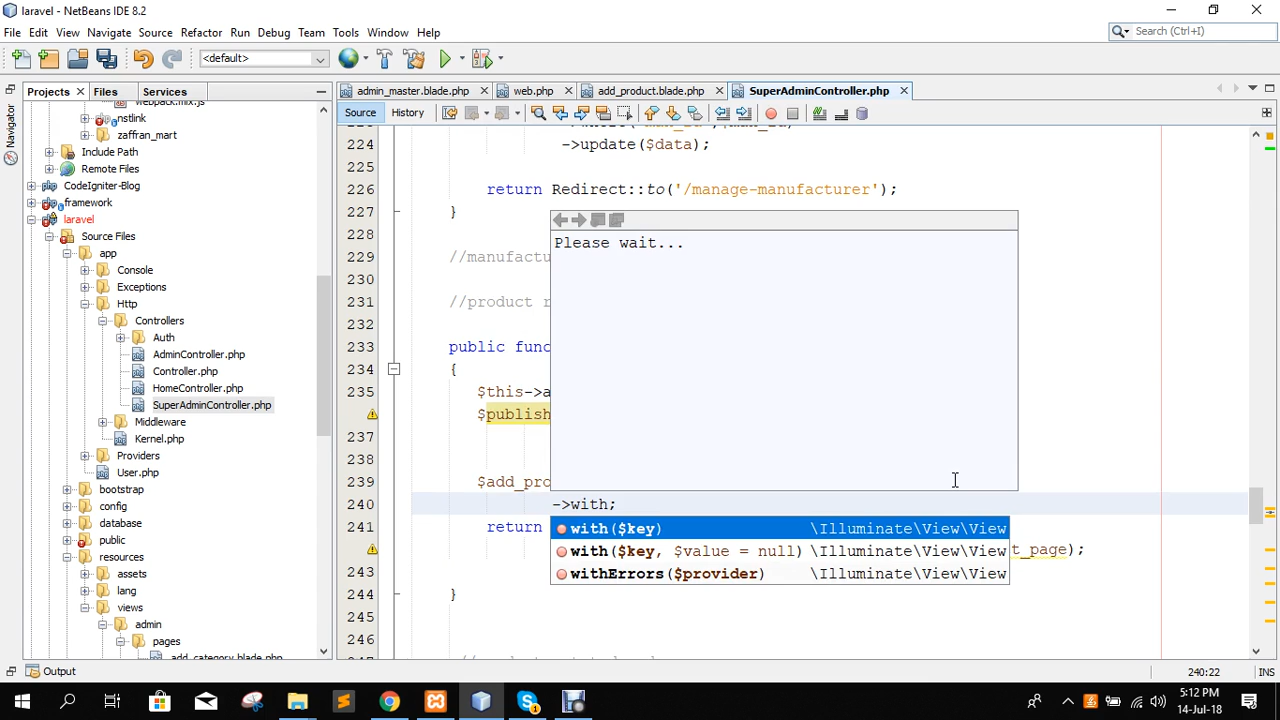 laravel - NetBeans IDE 8.2
File Edit View Navigate Source Refactor Run Debug Team Tools Window Help
Search (Ctrl+I)
<default>
Projects Files Services
admin_master.blade.php web.php add_product.blade.php SuperAdminController.php
Source History
Navigator
webpack.mix.js
nstlink
zaffran_mart
Include Path
Remote Files
CodeIgniter-Blog
framework
laravel
Source Files
app
Console
Exceptions
Http
Controllers
Auth
AdminController.php
Controller.php
HomeController.php
SuperAdminController.php
Middleware
Kernel.php
Providers
User.php
bootstrap
config
database
public
resources
assets
lang
views
admin
pages
add_category.blade.php
224 ->update($data);
225
226 return Redirect::to('/manage-manufacturer');
227 }
228
229 //manufactu
230
231 //product r
232
233 public func
234 {
235 $this->a
$publish
237
238
239 $add_pro
240 ->with;
241 return
t_page);
243
244 }
245
246
Please wait...
with($key) \Illuminate\View\View
with($key, $value = null) \Illuminate\View\View
withErrors($provider) \Illuminate\View\View
Output
240:22 INS
5:12 PM
14-Jul-18